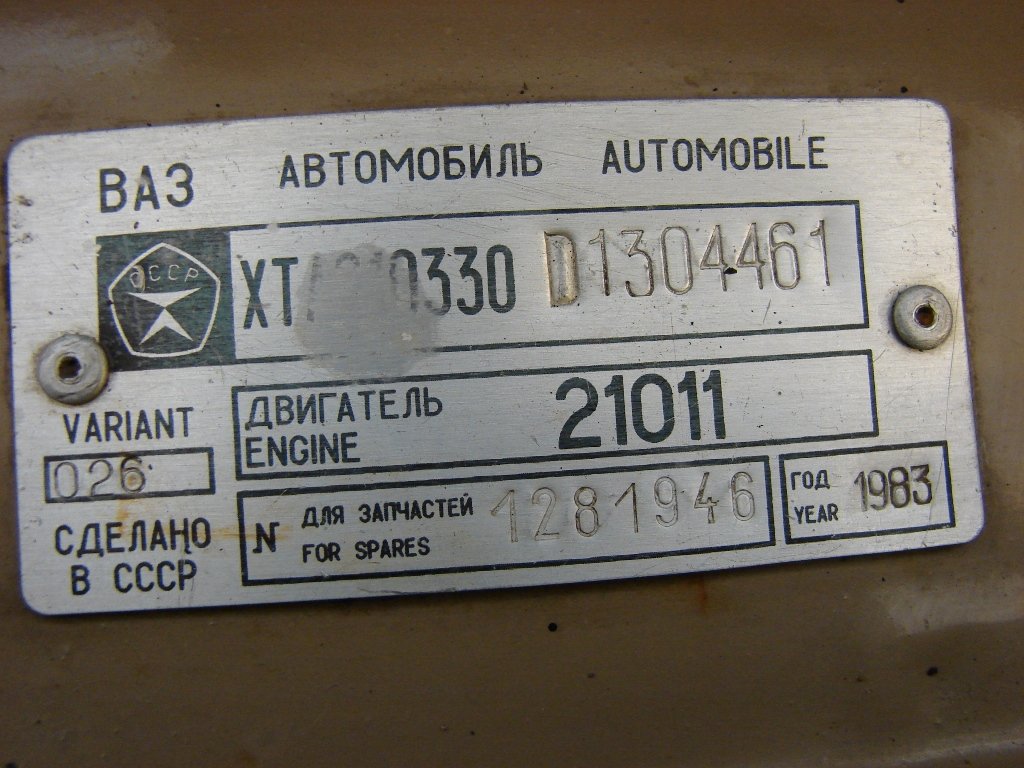 ВАЗ АВТОМОБИЛЬ AUTOMOBILE
СССР
D1304461
VARIANT
026
ДВИГАТЕЛЬ 21011
ENGINE
N ДЛЯ ЗАПЧАСТЕЙ 1281946
FOR SPARES
ГОД 1983
YEAR
СДЕЛАНО
В СССР